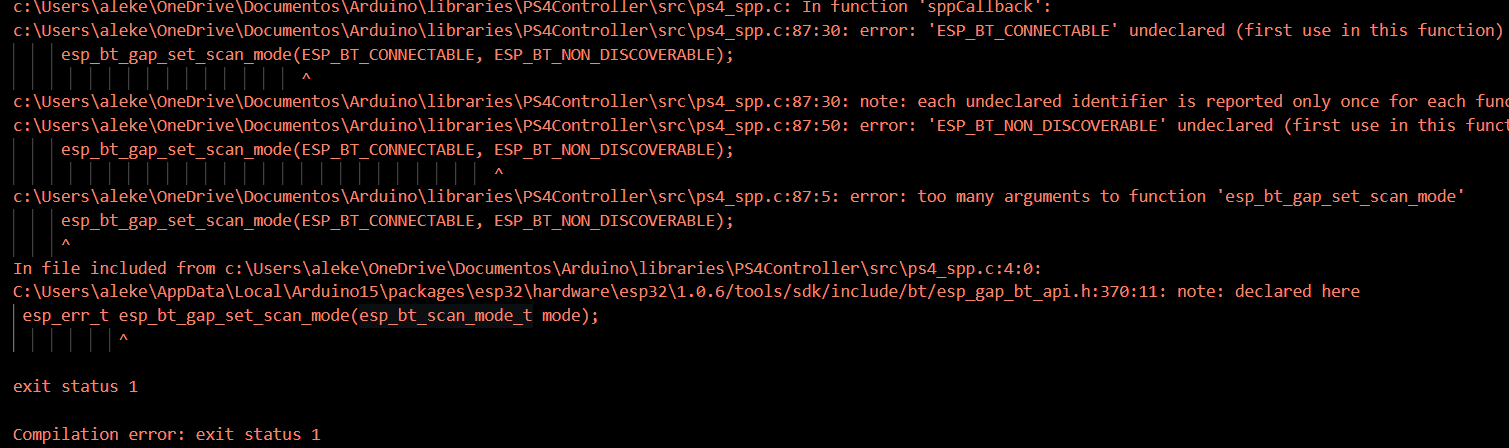 c:\Users\aleke\OneDrive\Documentos\Arduino\libraries\PS4Controller\src\ps4_spp.c: In function 'sppCallback':
c:\Users\aleke\OneDrive\Documentos\Arduino\libraries\PS4Controller\src\ps4_spp.c:87:30: error: 'ESP_BT_CONNECTABLE' undeclared (first use in this function)
esp_bt_gap_set_scan_mode(ESP_BT_CONNECTABLE, ESP_BT_NON_DISCOVERABLE);
^
c:\Users\aleke\OneDrive\Documentos\Arduino\libraries\PS4Controller\src\ps4_spp.c:87:30: note: each undeclared identifier is reported only once for each func
c:\Users\aleke\OneDrive\Documentos\Arduino\libraries\PS4Controller\src\ps4_spp.c:87:50: error: 'ESP_BT_NON_DISCOVERABLE' undeclared (first use in this funct
esp_bt_gap_set_scan_mode(ESP_BT_CONNECTABLE, ESP_BT_NON_DISCOVERABLE);
^
c:\Users\aleke\OneDrive\Documentos\Arduino\libraries\PS4Controller\src\ps4_spp.c:87:5: error: too many arguments to function 'esp_bt_gap_set_scan_mode'
esp_bt_gap_set_scan_mode(ESP_BT_CONNECTABLE, ESP_BT_NON_DISCOVERABLE);
^
In file included from c:\Users\aleke\OneDrive\Documentos\Arduino\libraries\PS4Controller\src\ps4_spp.c:4:0:
C:\Users\aleke\AppData\Local\Arduino15\packages\esp32\hardware\esp32\1.0.6/tools/sdk/include/bt/esp_gap_bt_api.h:370:11: note: declared here
esp_err_t esp_bt_gap_set_scan_mode(esp_bt_scan_mode_t mode);
^
exit status 1
Compilation error: exit status 1